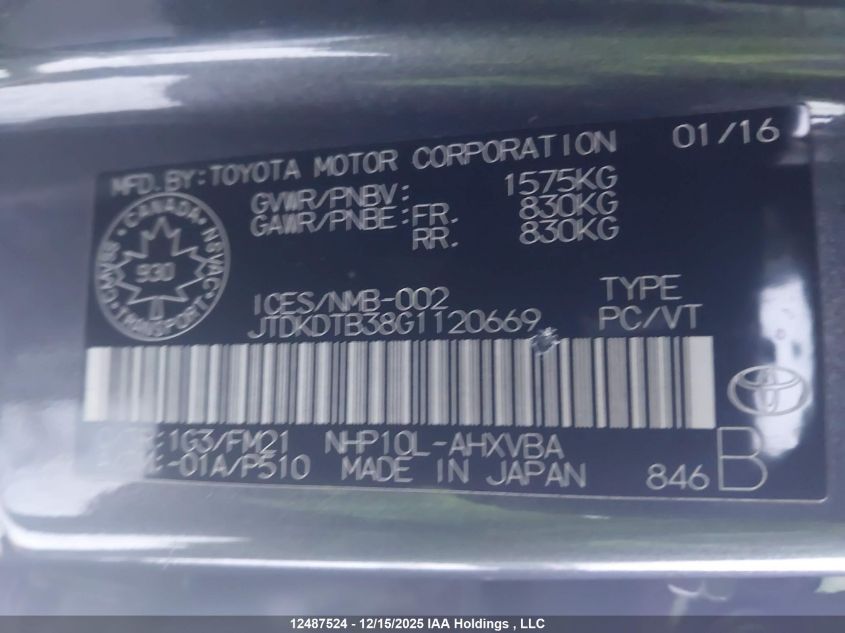 MFD.BY:TOYOTA MOTOR CORPORATION 01/16
GVWR/PNBV: 1575KG
GAWR/PNBE:FR. 830KG
RR. 830KG
CMVSS · CANADA · NSVAC
930
TRANSPORT
ICES/NMB-002 TYPE
JTDKDTB38G1120669 PC/VT
1G3/FM21 NHP10L-AHXVBA
-01A/P510 MADE IN JAPAN 846 B
12487524 - 12/15/2025 IAA Holdings , LLC